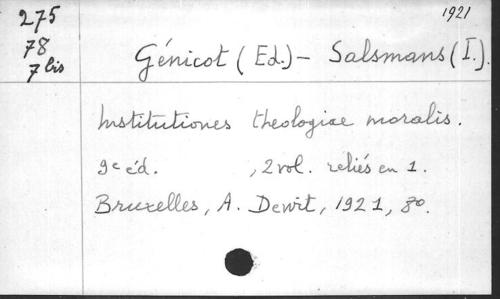 275
78
7 bis
1921
Génicot (Ed.) – Salsmans (I.).
Institutiones theologiae moralis.
9e éd. , 2 vol. reliés en 1.
Bruxelles, A. Dewit, 1921, 8o.